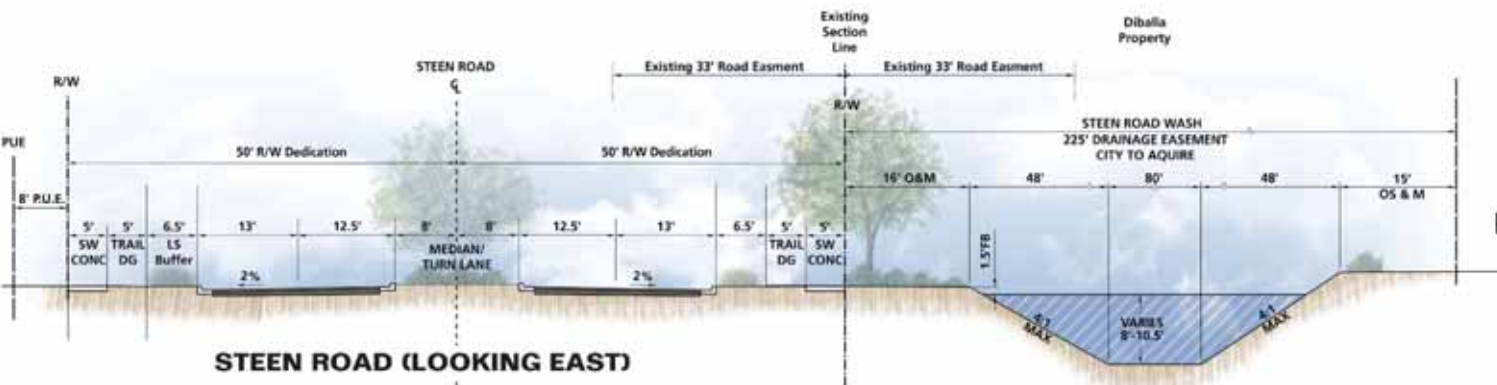 Existing
Section
Line
Diballa
Property
STEEN ROAD
℄
Existing 33' Road Easment
Existing 33' Road Easment
R/W
R/W
STEEN ROAD WASH
225' DRAINAGE EASEMENT
CITY TO AQUIRE
PUE
50' R/W Dedication
50' R/W Dedication
16' O&M
48'
80'
48'
15'
OS & M
8' P.U.E.
5'
SW
CONC
5'
TRAIL
DG
6.5'
LS
Buffer
13'
12.5'
8'
8'
MEDIAN/
TURN LANE
12.5'
13'
6.5'
5'
TRAIL
DG
5'
SW
CONC
1.5'FB
2%
2%
4:1
MAX
VARIES
8'-10.5'
4:1
MAX
STEEN ROAD (LOOKING EAST)